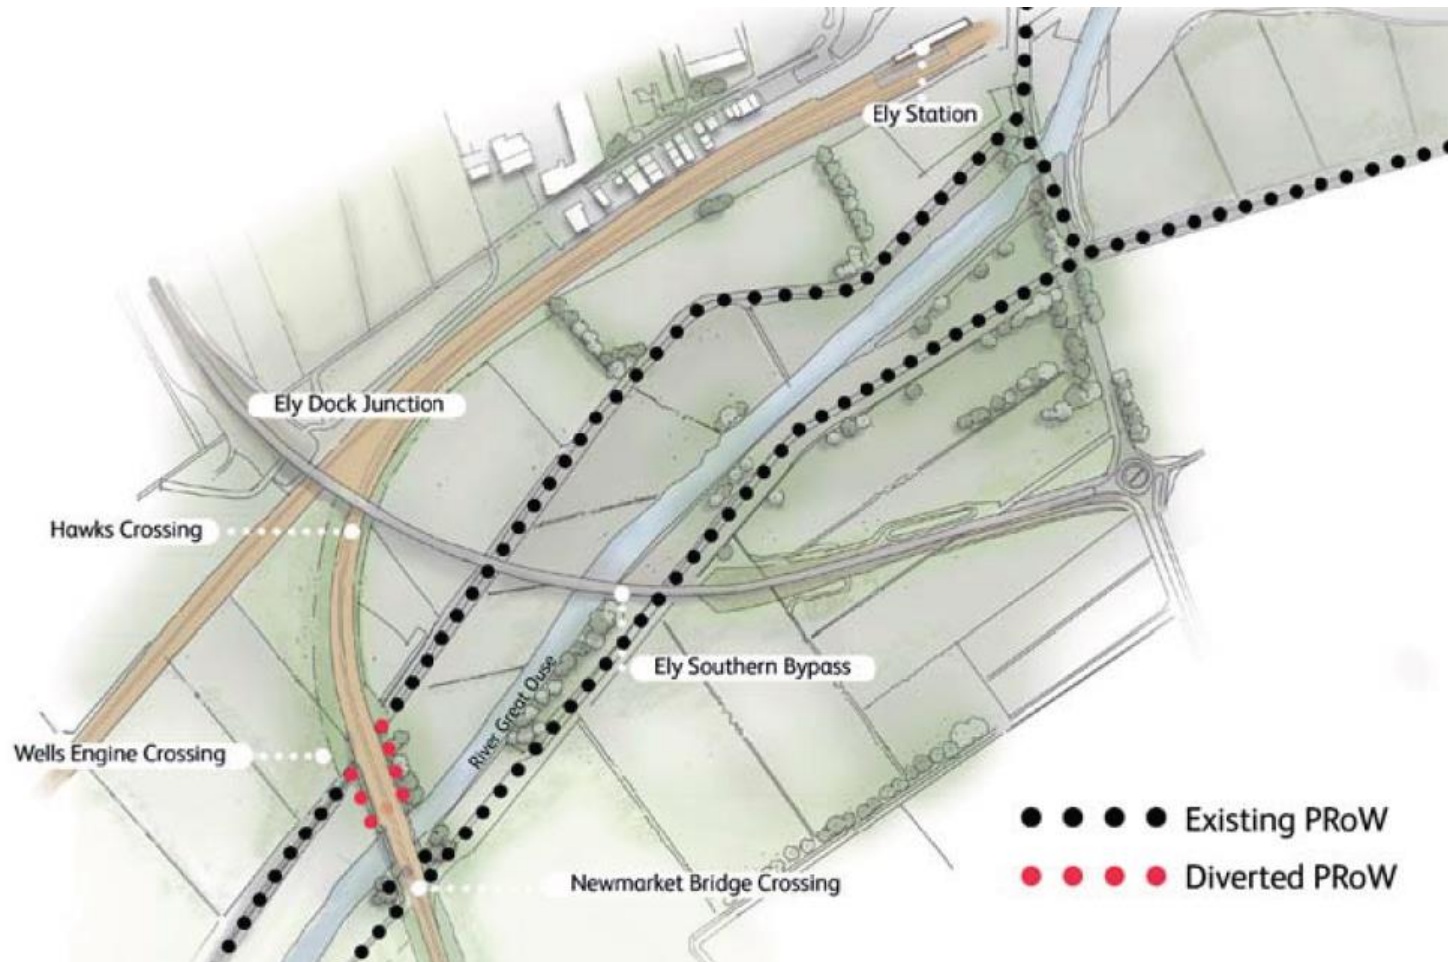 Ely Station
Ely Dock Junction
Hawks Crossing
River Great Ouse
Ely Southern Bypass
Wells Engine Crossing
Existing PRoW
Diverted PRoW
Newmarket Bridge Crossing